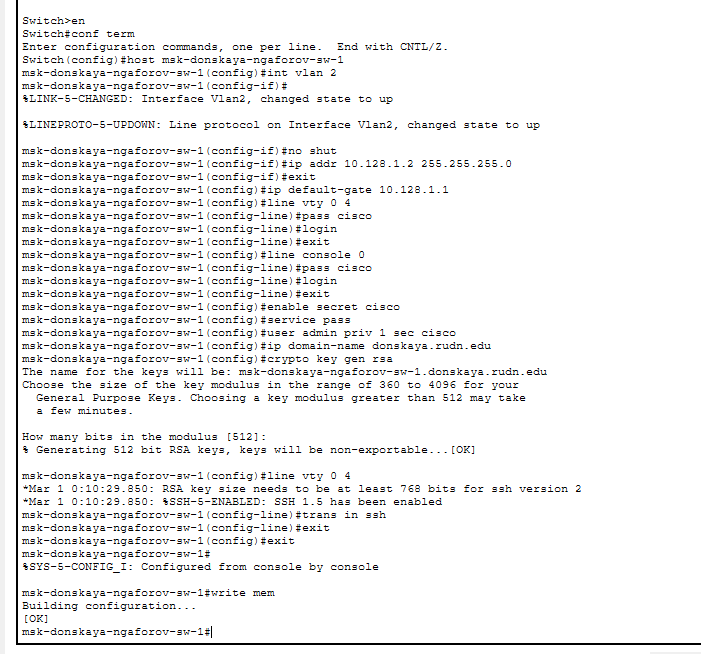 Switch>en
Switch#conf term
Enter configuration commands, one per line.  End with CNTL/Z.
Switch(config)#host msk-donskaya-ngaforov-sw-1
msk-donskaya-ngaforov-sw-1(config)#int vlan 2
msk-donskaya-ngaforov-sw-1(config-if)#
%LINK-5-CHANGED: Interface Vlan2, changed state to up
%LINEPROTO-5-UPDOWN: Line protocol on Interface Vlan2, changed state to up
msk-donskaya-ngaforov-sw-1(config-if)#no shut
msk-donskaya-ngaforov-sw-1(config-if)#ip addr 10.128.1.2 255.255.255.0
msk-donskaya-ngaforov-sw-1(config-if)#exit
msk-donskaya-ngaforov-sw-1(config)#ip default-gate 10.128.1.1
msk-donskaya-ngaforov-sw-1(config)#line vty 0 4
msk-donskaya-ngaforov-sw-1(config-line)#pass cisco
msk-donskaya-ngaforov-sw-1(config-line)#login
msk-donskaya-ngaforov-sw-1(config-line)#exit
msk-donskaya-ngaforov-sw-1(config)#line console 0
msk-donskaya-ngaforov-sw-1(config-line)#pass cisco
msk-donskaya-ngaforov-sw-1(config-line)#login
msk-donskaya-ngaforov-sw-1(config-line)#exit
msk-donskaya-ngaforov-sw-1(config)#enable secret cisco
msk-donskaya-ngaforov-sw-1(config)#service pass
msk-donskaya-ngaforov-sw-1(config)#user admin priv 1 sec cisco
msk-donskaya-ngaforov-sw-1(config)#ip domain-name donskaya.rudn.edu
msk-donskaya-ngaforov-sw-1(config)#crypto key gen rsa
The name for the keys will be: msk-donskaya-ngaforov-sw-1.donskaya.rudn.edu
Choose the size of the key modulus in the range of 360 to 4096 for your
General Purpose Keys. Choosing a key modulus greater than 512 may take
a few minutes.
How many bits in the modulus [512]:
% Generating 512 bit RSA keys, keys will be non-exportable...[OK]
msk-donskaya-ngaforov-sw-1(config)#line vty 0 4
*Mar 1 0:10:29.850: RSA key size needs to be at least 768 bits for ssh version 2
*Mar 1 0:10:29.850: %SSH-5-ENABLED: SSH 1.5 has been enabled
msk-donskaya-ngaforov-sw-1(config-line)#trans in ssh
msk-donskaya-ngaforov-sw-1(config-line)#exit
msk-donskaya-ngaforov-sw-1(config)#exit
msk-donskaya-ngaforov-sw-1#
%SYS-5-CONFIG_I: Configured from console by console
msk-donskaya-ngaforov-sw-1#write mem
Building configuration...
[OK]
msk-donskaya-ngaforov-sw-1#